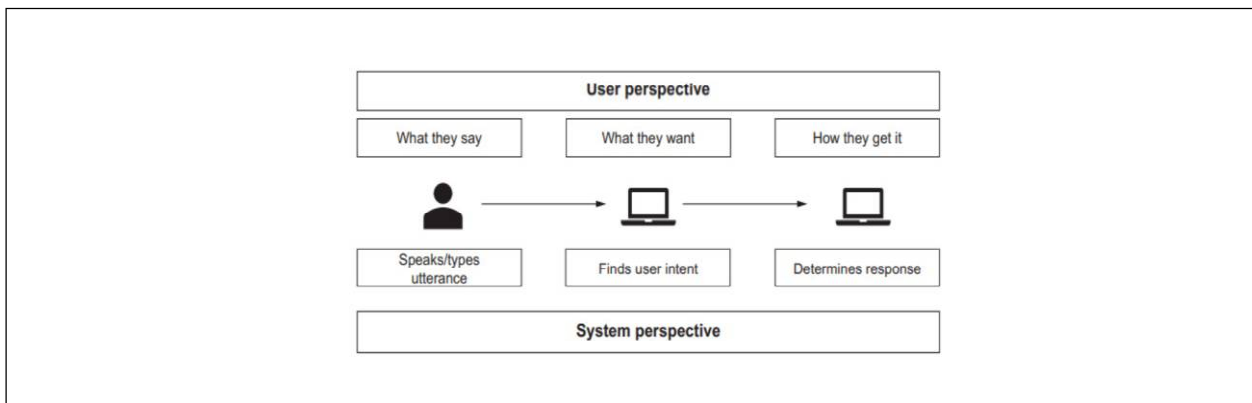 User perspective
What they say
What they want
How they get it
Speaks/types
utterance
Finds user intent
Determines response
System perspective